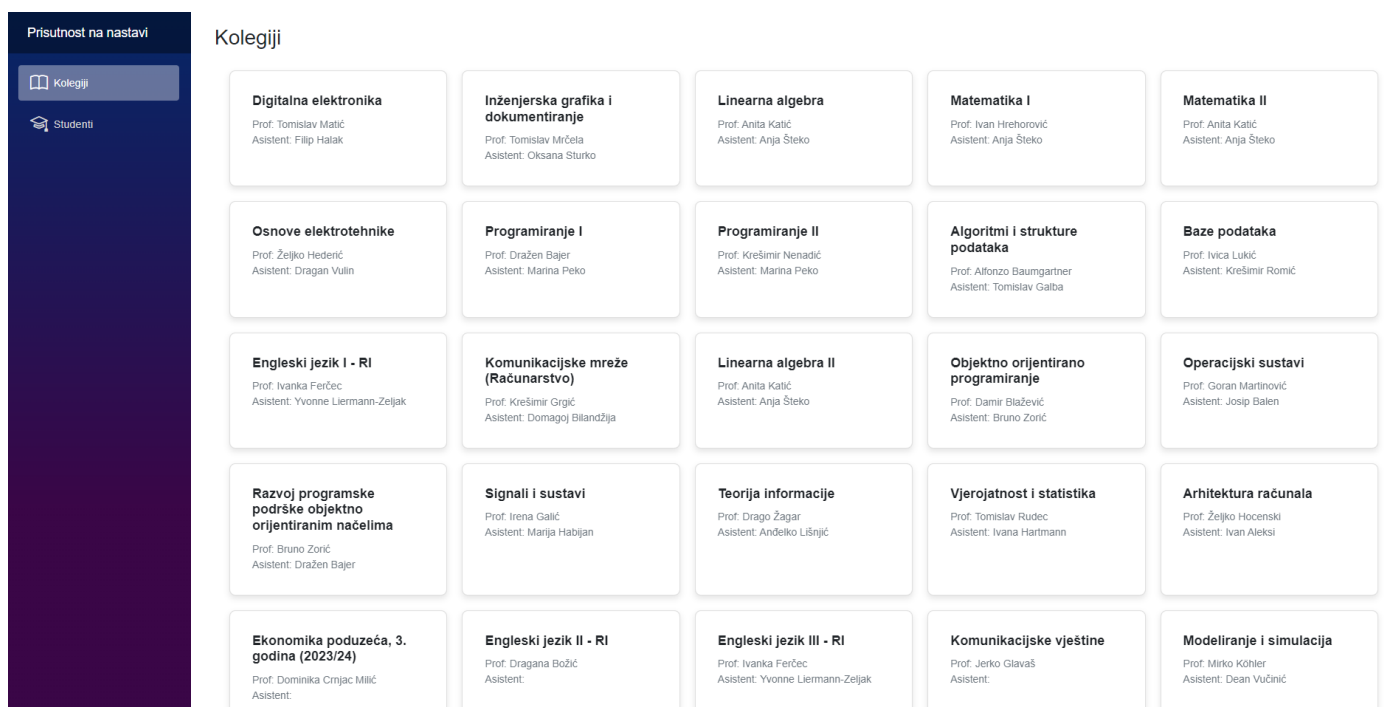 Prisutnost na nastavi
Kolegiji
Studenti
Kolegiji
Digitalna elektronika
Prof: Tomislav Matić
Asistent: Filip Halak
Inženjerska grafika i
dokumentiranje
Prof: Tomislav Mrčela
Asistent: Oksana Sturko
Linearna algebra
Prof: Anita Katić
Asistent: Anja Šteko
Matematika I
Prof: Ivan Hrehorović
Asistent: Anja Šteko
Matematika II
Prof: Anita Katić
Asistent: Anja Šteko
Osnove elektrotehnike
Prof: Željko Hederić
Asistent: Dragan Vulin
Programiranje I
Prof: Dražen Bajer
Asistent: Marina Peko
Programiranje II
Prof: Krešimir Nenadić
Asistent: Marina Peko
Algoritmi i strukture
podataka
Prof: Alfonzo Baumgartner
Asistent: Tomislav Galba
Baze podataka
Prof: Ivica Lukić
Asistent: Krešimir Romić
Engleski jezik I - RI
Prof: Ivanka Ferčec
Asistent: Yvonne Liermann-Zeljak
Komunikacijske mreže
(Računarstvo)
Prof: Krešimir Grgić
Asistent: Domagoj Bilandžija
Linearna algebra II
Prof: Anita Katić
Asistent: Anja Šteko
Objektno orijentirano
programiranje
Prof: Damir Blažević
Asistent: Bruno Zorić
Operacijski sustavi
Prof: Goran Martinović
Asistent: Josip Balen
Razvoj programske
podrške objektno
orijentiranim načelima
Prof: Bruno Zorić
Asistent: Dražen Bajer
Signali i sustavi
Prof: Irena Galić
Asistent: Marija Habijan
Teorija informacije
Prof: Drago Žagar
Asistent: Anđelko Lišnjić
Vjerojatnost i statistika
Prof: Tomislav Rudec
Asistent: Ivana Hartmann
Arhitektura računala
Prof: Željko Hocenski
Asistent: Ivan Aleksi
Ekonomika poduzeća, 3.
godina (2023/24)
Prof: Dominika Crnjac Milić
Asistent:
Engleski jezik II - RI
Prof: Dragana Božić
Asistent:
Engleski jezik III - RI
Prof: Ivanka Ferčec
Asistent: Yvonne Liermann-Zeljak
Komunikacijske vještine
Prof: Jerko Glavaš
Asistent:
Modeliranje i simulacija
Prof: Mirko Köhler
Asistent: Dean Vučinić